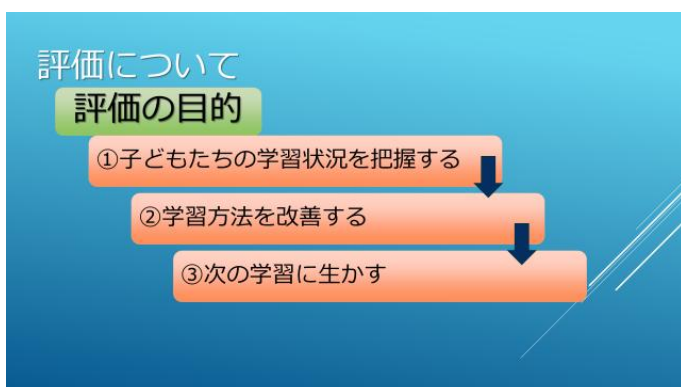 評価について
評価の目的
①子どもたちの学習状況を把握する
②学習方法を改善する
③次の学習に生かす